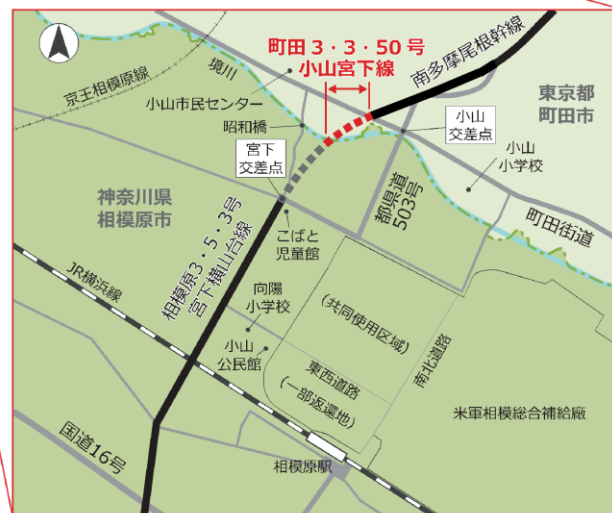 町田3・3・50号
小山宮下線
南多摩尾根幹線
境川
京王相模原線
小山市民センター
昭和橋
東京都
町田市
小山
交差点
宮下
交差点
小山
小学校
神奈川県
相模原市
都県道
503号
町田街道
こばと
児童館
相模原3・5・3号
宮下横山台線
JR横浜線
向陽
小学校
(共同使用区域)
南北道路
小山
公民館
東西道路
(一部返還地)
米軍相模総合補給廠
国道16号
相模原駅